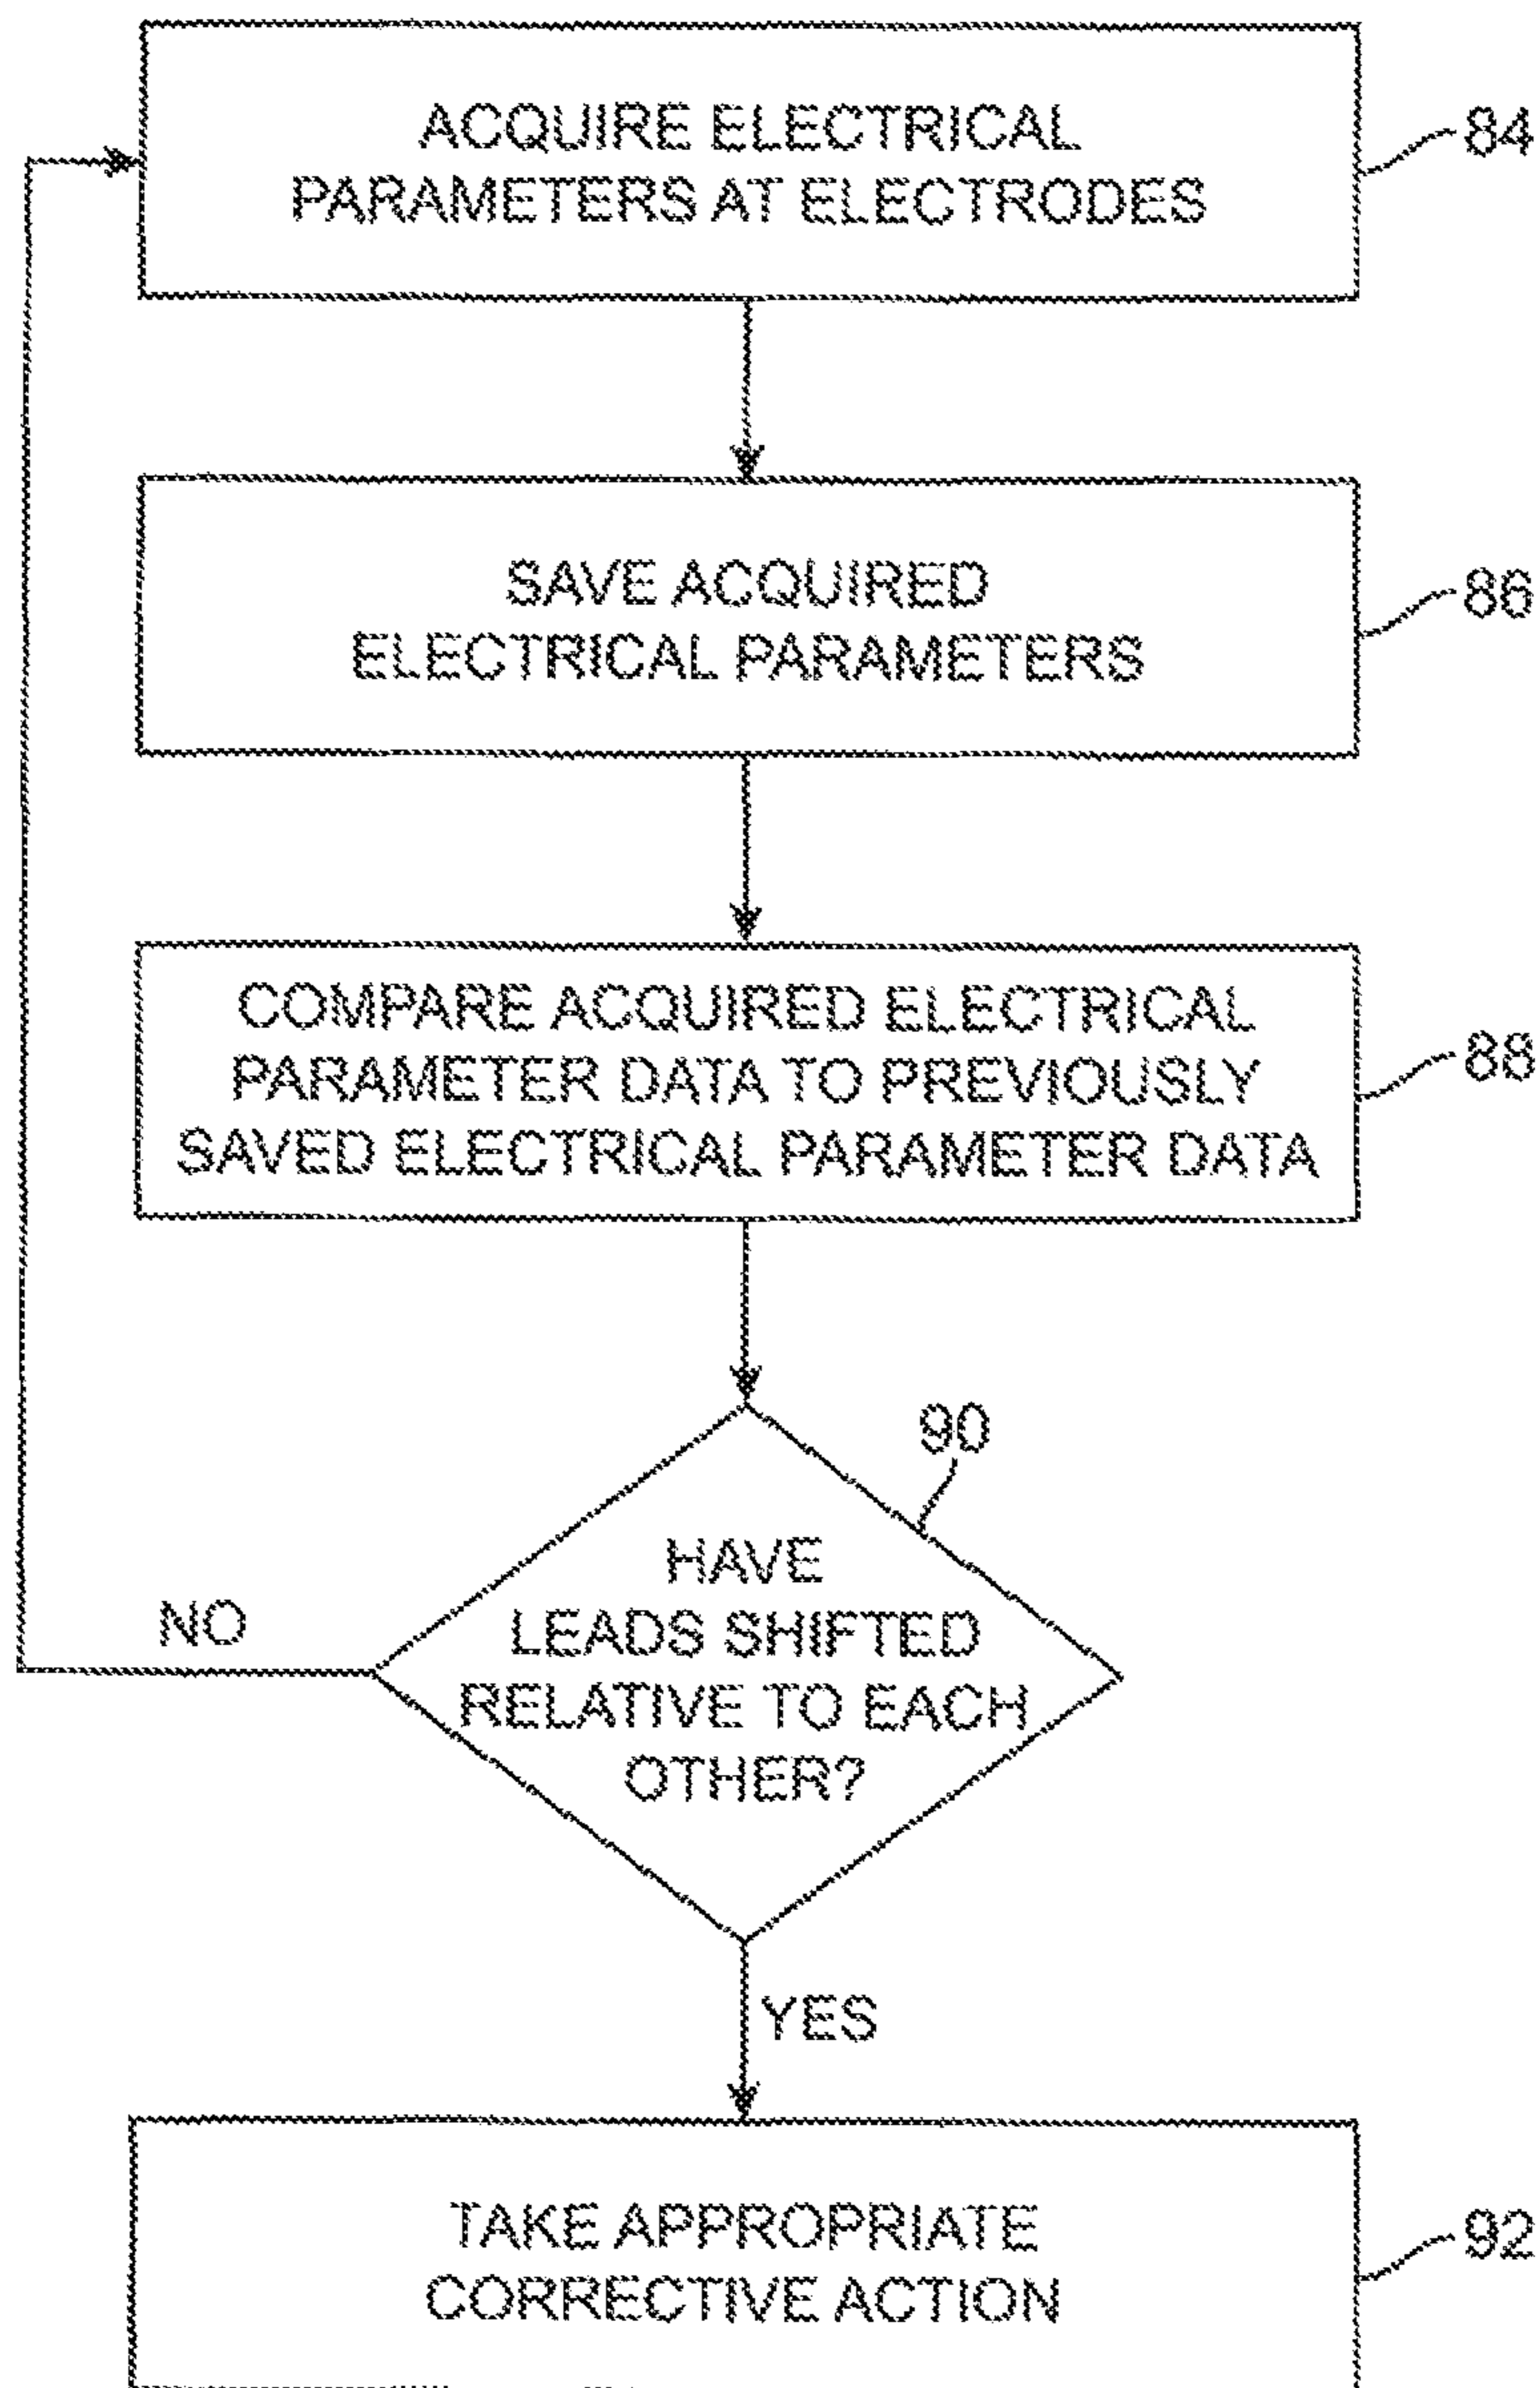 ACQUIRE ELECTRICAL
PARAMETERS AT ELECTRODES
84
SAVE ACQUIRED
ELECTRICAL PARAMETERS
86
COMPARE ACQUIRED ELECTRICAL
PARAMETER DATA TO PREVIOUSLY
SAVED ELECTRICAL PARAMETER DATA
88
90
HAVE
LEADS SHIFTED
RELATIVE TO EACH
OTHER?
NO
YES
TAKE APPROPRIATE
CORRECTIVE ACTION
92